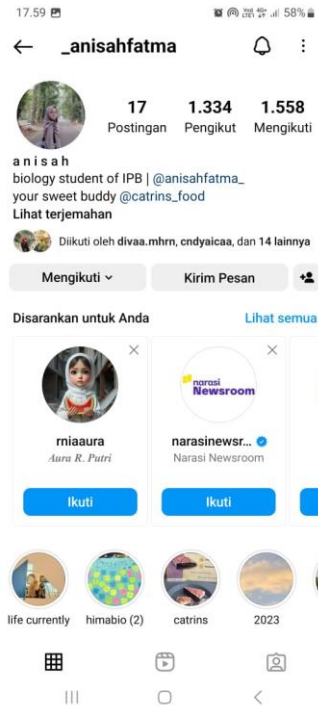 17.59
58%
_anisahfatma
17 1.334 1.558
Postingan Pengikut Mengikuti
a n i s a h
biology student of IPB | @anisahfatma_
your sweet buddy @catrins_food
Lihat terjemahan
Diikuti oleh divaa.mhrn, cndyaicaa, dan 14 lainnya
Mengikuti Kirim Pesan
Disarankan untuk Anda Lihat semua
narasi
Newsroom
rniaaura narasinewsr...
Aura R. Putri Narasi Newsroom
Ikuti Ikuti
life currently himabio (2) catrins 2023